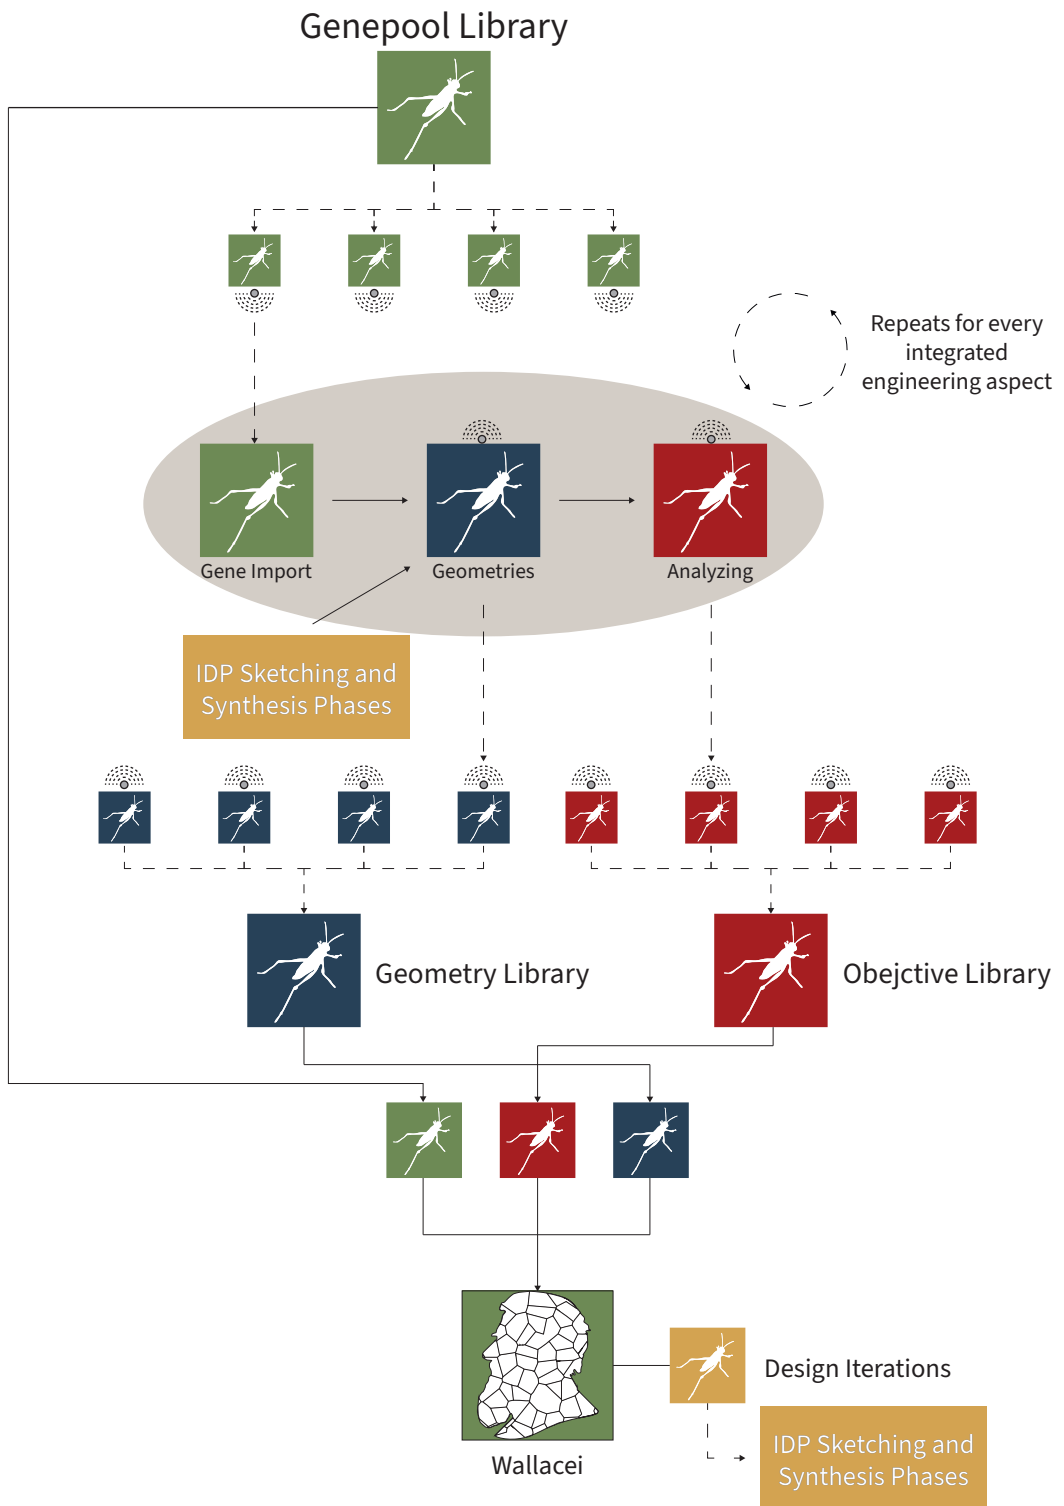 Genepool Library
Repeats for every
integrated
engineering aspect
Gene Import
Geometries
Analyzing
IDP Sketching and
Synthesis Phases
Geometry Library
Obejctive Library
Wallacei
Design Iterations
IDP Sketching and
Synthesis Phases